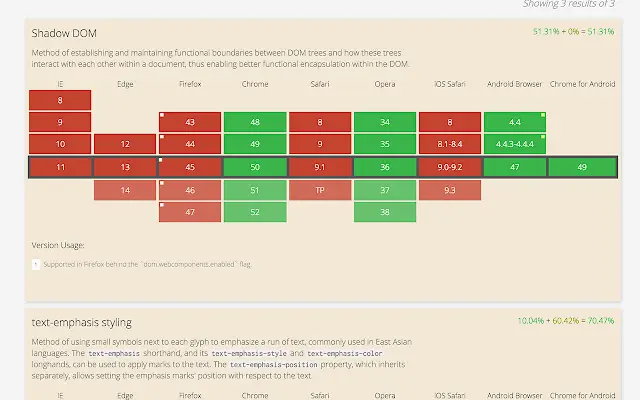 Showing 3 results of 3
Shadow DOM
51.31% + 0% = 51.31%
Method of establishing and maintaining functional boundaries between DOM trees and how these trees
interact with each other within a document, thus enabling better functional encapsulation within the DOM.
IE Edge Firefox Chrome Safari Opera iOS Safari Android Browser Chrome for Android
8
9 43 48 8 34 8 4.4
10 12 44 49 9 35 8.1-8.4 4.4.3-4.4.4
11 13 45 50 9.1 36 9.0-9.2 47 49
14 46 51 TP 37 9.3
47 52 38
Version Usage:
1 Supported in Firefox behind the `dom.webcomponents.enabled` flag.
text-emphasis styling
10.04% + 60.42% = 70.47%
Method of using small symbols next to each glyph to emphasize a run of text, commonly used in East Asian
languages. The text-emphasis shorthand, and its text-emphasis-style and text-emphasis-color
longhands, can be used to apply marks to the text. The text-emphasis-position property, which inherits
separately, allows setting the emphasis marks' position with respect to the text.
IE Edge Firefox Chrome Safari Opera iOS Safari Android Browser Chrome for Android